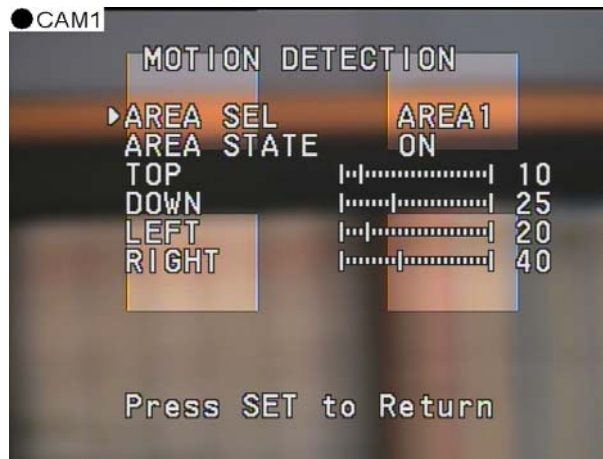 CAM1
MOTION DETECTION
AREA SEL AREA1
AREA STATE ON
TOP 10
DOWN 25
LEFT 20
RIGHT 40
Press SET to Return